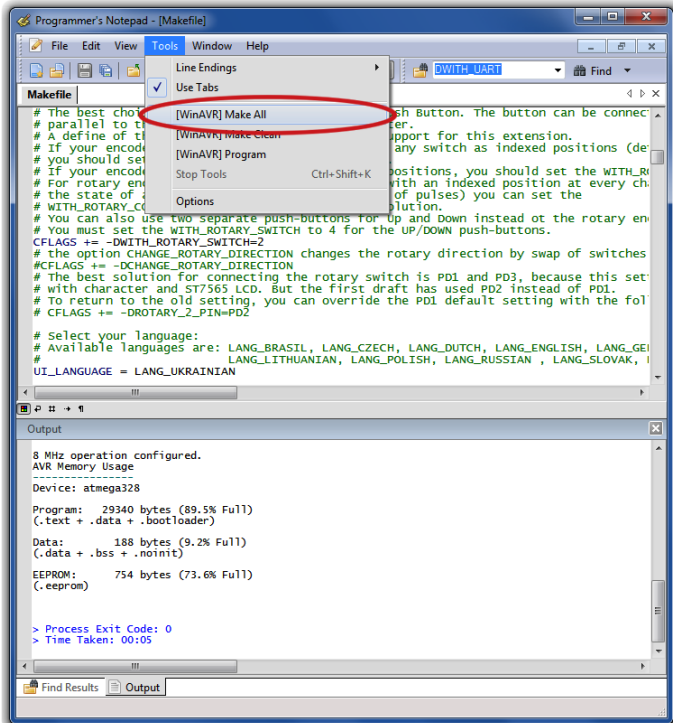 Programmer's Notepad - [Makefile]
File Edit View Tools Window Help
DWITH_UART Find
Makefile
Line Endings
Use Tabs
[WinAVR] Make All
[WinAVR] Make Clean
[WinAVR] Program
Stop Tools Ctrl+Shift+K
Options
# The best choi sh Button. The button can be connec
# parallel to th er.
# A define of th upport for this extension.
# If your encode any switch as indexed positions (de
# you should set
# If your encode positions, you should set the WITH_R
# For rotary en with an indexed position at every cha
# the state of a of pulses) you can set the
# WITH_ROTARY_CO olution.
# You can also use two separate push-buttons for Up and Down instead ot the rotary en
# You must set the WITH_ROTARY_SWITCH to 4 for the UP/DOWN push-buttons.
CFLAGS += -DWITH_ROTARY_SWITCH=2
# the option CHANGE_ROTARY_DIRECTION changes the rotary direction by swap of switches
#CFLAGS += -DCHANGE_ROTARY_DIRECTION
# The best solution for connecting the rotary switch is PD1 and PD3, because this set
# with character and ST7565 LCD. But the first draft has used PD2 instead of PD1.
# To return to the old setting, you can override the PD1 default setting with the fol
# CFLAGS += -DROTARY_2_PIN=PD2
# Select your language:
# Available languages are: LANG_BRASIL, LANG_CZECH, LANG_DUTCH, LANG_ENGLISH, LANG_GE
# LANG_LITHUANIAN, LANG_POLISH, LANG_RUSSIAN , LANG_SLOVAK,
UI_LANGUAGE = LANG_UKRAINIAN
Output
8 MHz operation configured.
AVR Memory Usage
----------------
Device: atmega328
Program: 29340 bytes (89.5% Full)
(.text + .data + .bootloader)
Data: 188 bytes (9.2% Full)
(.data + .bss + .noinit)
EEPROM: 754 bytes (73.6% Full)
(.eeprom)
> Process Exit Code: 0
> Time Taken: 00:05
Find Results Output